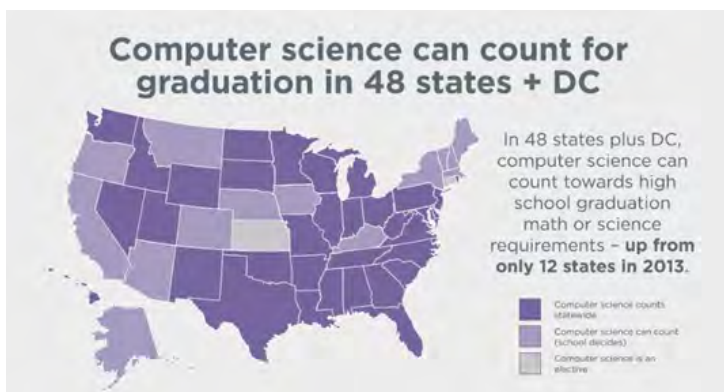 Computer science can count for
graduation in 48 states + DC
In 48 states plus DC,
computer science can
count towards high
school graduation
math or science
requirements – up from
only 12 states in 2013.
Computer science counts
statewide
Computer science can count
(school decides)
Computer science is an
elective